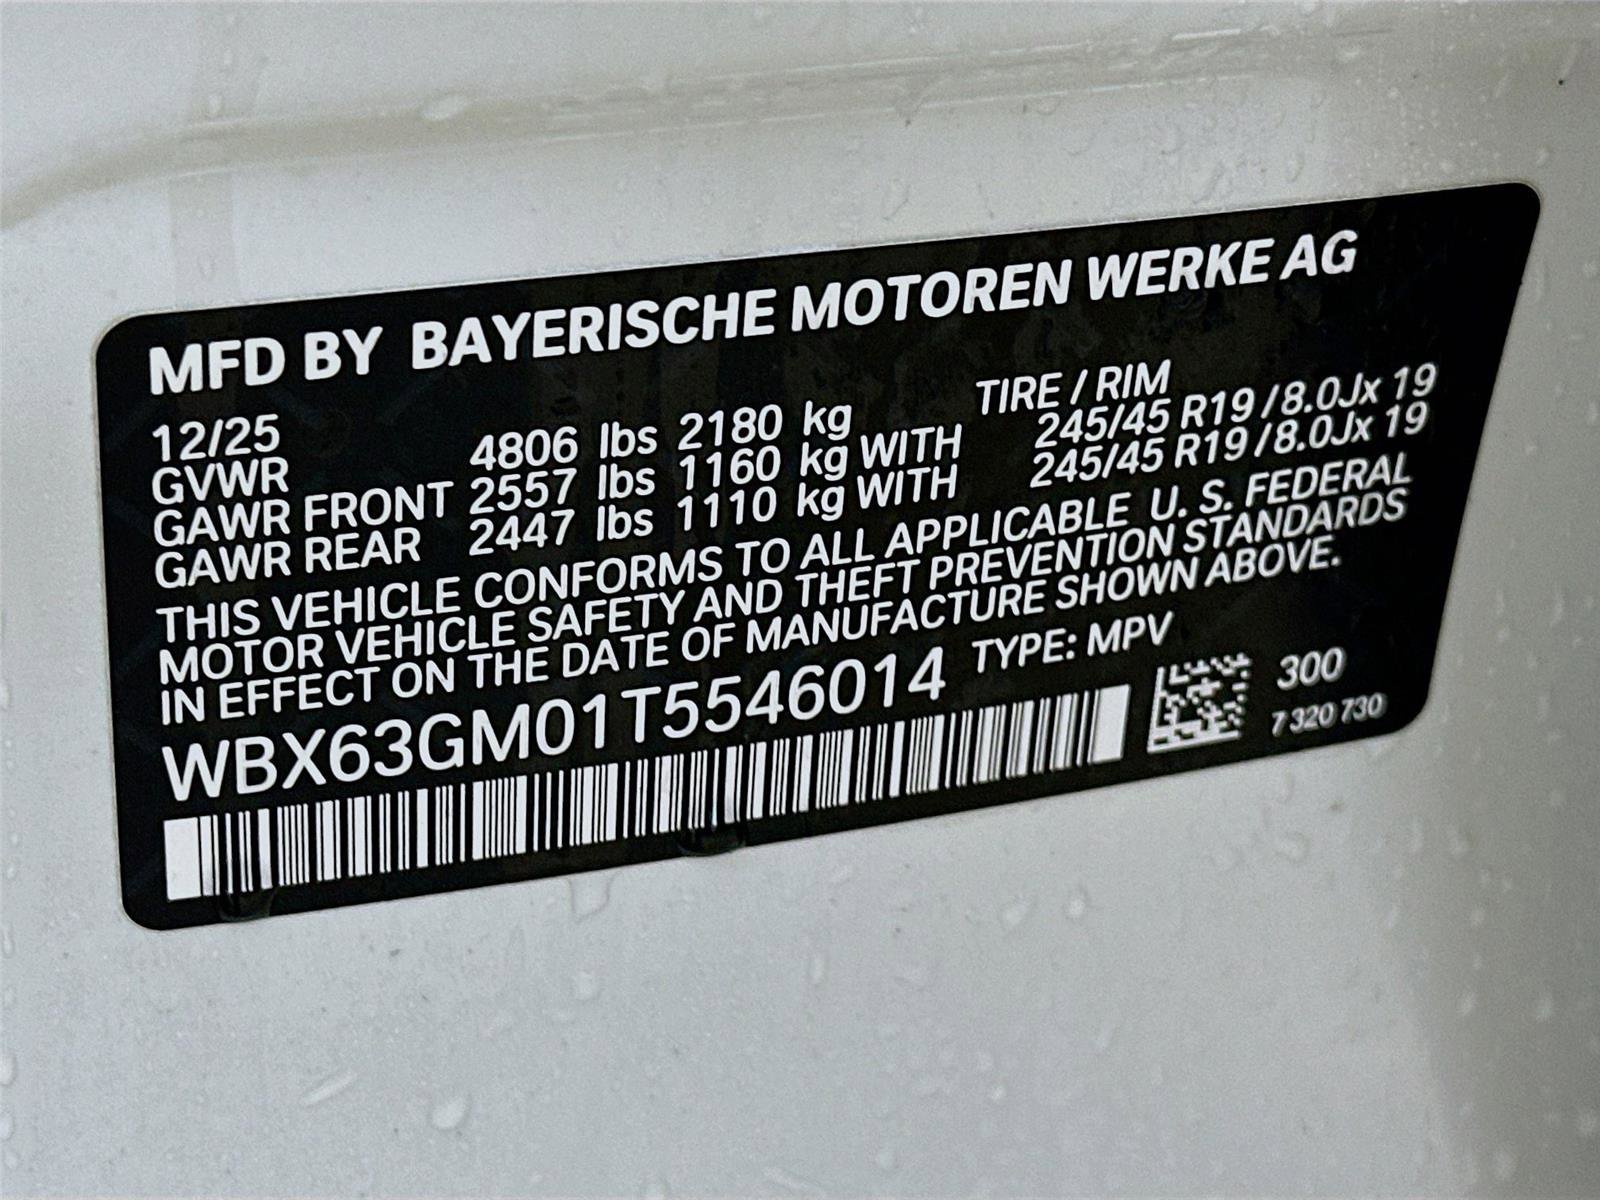 MFD BY BAYERISCHE MOTOREN WERKE AG
12/25 TIRE / RIM
GVWR 4806 lbs 2180 kg
GAWR FRONT 2557 lbs 1160 kg WITH 245/45 R19 / 8.0Jx 19
GAWR REAR 2447 lbs 1110 kg WITH 245/45 R19 / 8.0Jx 19
THIS VEHICLE CONFORMS TO ALL APPLICABLE U. S. FEDERAL
MOTOR VEHICLE SAFETY AND THEFT PREVENTION STANDARDS
IN EFFECT ON THE DATE OF MANUFACTURE SHOWN ABOVE.
WBX63GM01T5546014 TYPE: MPV
300
7 320 730